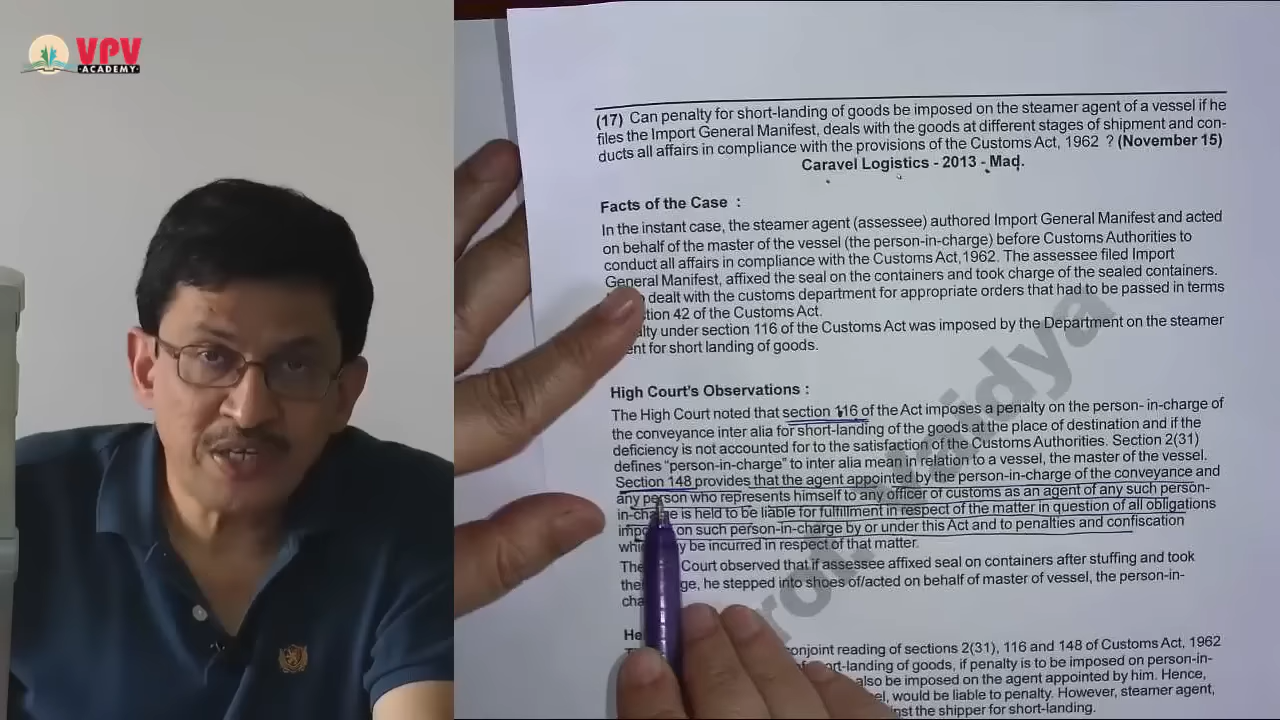 VPV
ACADEMY
(17) Can penalty for short-landing of goods be imposed on the steamer agent of a vessel if he
files the Import General Manifest, deals with the goods at different stages of shipment and con-
ducts all affairs in compliance with the provisions of the Customs Act, 1962 ? (November 15)
Caravel Logistics - 2013 - Mad.
Facts of the Case :
In the instant case, the steamer agent (assessee) authored Import General Manifest and acted
on behalf of the master of the vessel (the person-in-charge) before Customs Authorities to
conduct all affairs in compliance with the Customs Act,1962. The assessee filed Import
General Manifest, affixed the seal on the containers and took charge of the sealed containers.
dealt with the customs department for appropriate orders that had to be passed in terms
42 of the Customs Act.
under section 116 of the Customs Act was imposed by the Department on the steamer
for short landing of goods.
High Court's Observations :
The High Court noted that section 116 of the Act imposes a penalty on the person- in-charge of
the conveyance inter alia for short-landing of the goods at the place of destination and if the
deficiency is not accounted for to the satisfaction of the Customs Authorities. Section 2(31)
defines "person-in-charge" to inter alia mean in relation to a vessel, the master of the vessel.
Section 148 provides that the agent appointed by the person-in-charge of the conveyance and
any person who represents himself to any officer of customs as an agent of any such person-
in-charge is held to be liable for fulfillment in respect of the matter in question of all obligations
on such person-in-charge by or under this Act and to penalties and confiscation
be incurred in respect of that matter.
Court observed that if assessee affixed seal on containers after stuffing and took
he stepped into shoes of/acted on behalf of master of vessel, the person-in-
conjoint reading of sections 2(31), 116 and 148 of Customs Act, 1962
of short-landing of goods, if penalty is to be imposed on person-in-
also be imposed on the agent appointed by him. Hence,
would be liable to penalty. However, steamer agent,
the shipper for short-landing.
Vaidya